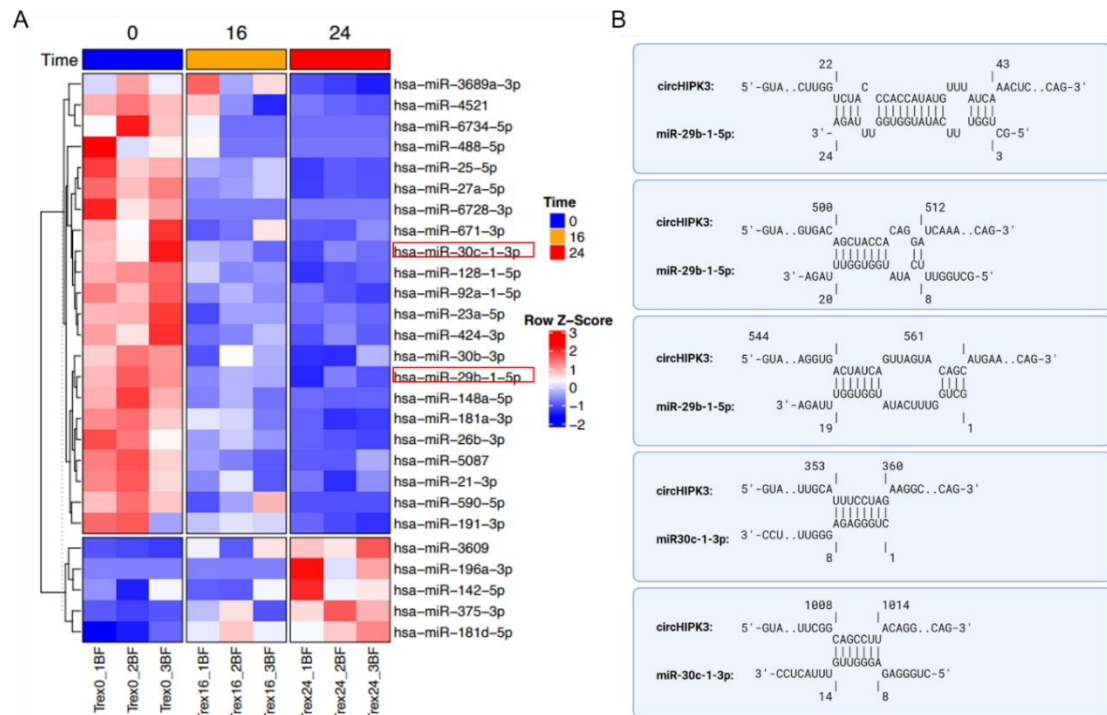 A
0 16 24
Time
hsa-miR-3689a-3p
hsa-miR-4521
hsa-miR-6734-5p
hsa-miR-488-5p
hsa-miR-25-5p
hsa-miR-27a-5p
hsa-miR-6728-3p
hsa-miR-671-3p
hsa-miR-30c-1-3p
hsa-miR-128-1-5p
hsa-miR-92a-1-5p
hsa-miR-23a-5p
hsa-miR-424-3p
hsa-miR-30b-3p
hsa-miR-29b-1-5p
hsa-miR-148a-5p
hsa-miR-181a-3p
hsa-miR-26b-3p
hsa-miR-5087
hsa-miR-21-3p
hsa-miR-590-5p
hsa-miR-191-3p
hsa-miR-3609
hsa-miR-196a-3p
hsa-miR-142-5p
hsa-miR-375-3p
hsa-miR-181d-5p
Trex0_1BF
Trex0_2BF
Trex0_3BF
Trex16_1BF
Trex16_2BF
Trex16_3BF
Trex24_1BF
Trex24_2BF
Trex24_3BF
Time
0
16
24
Row Z-Score
3
2
1
0
−1
−2
B
22 43
circHIPK3: 5'-GUA..CUUGG C UUU AACUC..CAG-3'
UCUA CCACCAUAUG AUCA
AGAU GGUGGUAUAC UGGU
miR-29b-1-5p: 3'- UU UU CG-5'
24 3
500 512
circHIPK3: 5'-GUA..GUGAC CAG UCAAA..CAG-3'
AGCUACCA GA
UUGGUGGU CU
miR-29b-1-5p: 3'-AGAU AUA UUGGUCG-5'
20 8
544 561
circHIPK3: 5'-GUA..AGGUG GUUAGUA AUGAA..CAG-3'
ACUAUCA CAGC
UGGUGGU GUCG
miR-29b-1-5p: 3'-AGAUU AUACUUUG
19 1
353 360
circHIPK3: 5'-GUA..UUGCA AAGGC..CAG-3'
UUUCCUAG
AGAGGGUC
miR30c-1-3p: 3'-CCU..UUGGG
8 1
1008 1014
circHIPK3: 5'-GUA..UUCGG ACAGG..CAG-3'
CAGCCUU
GUUGGGA
miR-30c-1-3p: 3'-CCUCAUUU GAGGGUC-5'
14 8